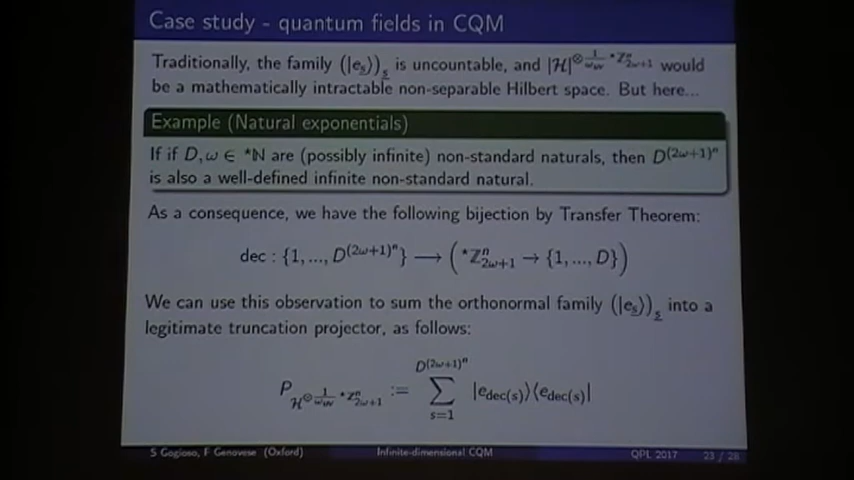 Case study - quantum fields in CQM
Traditionally, the family (|e_s⟩)_s is uncountable, and |ℋ|^{⊗ 1/ω_{uv} ⋆ℤ^n_{2ω+1}} would
be a mathematically intractable non-separable Hilbert space. But here...
Example (Natural exponentials)
If if D, ω ∈ ⋆ℕ are (possibly infinite) non-standard naturals, then D^{(2ω+1)^n}
is also a well-defined infinite non-standard natural.
As a consequence, we have the following bijection by Transfer Theorem:
dec : {1, ..., D^{(2ω+1)^n}} ⟶ (⋆ℤ^n_{2ω+1} → {1, ..., D})
We can use this observation to sum the orthonormal family (|e_s⟩)_s into a
legitimate truncation projector, as follows:
P_{ℋ^{⊗ 1/ω_{uv} ⋆ℤ^n_{2ω+1}}} := ∑_{s=1}^{D^{(2ω+1)^n}} |e_{dec(s)}⟩⟨e_{dec(s)}|
S Gogioso, F Genovese (Oxford) Infinite-dimensional CQM QPL 2017 23 / 28